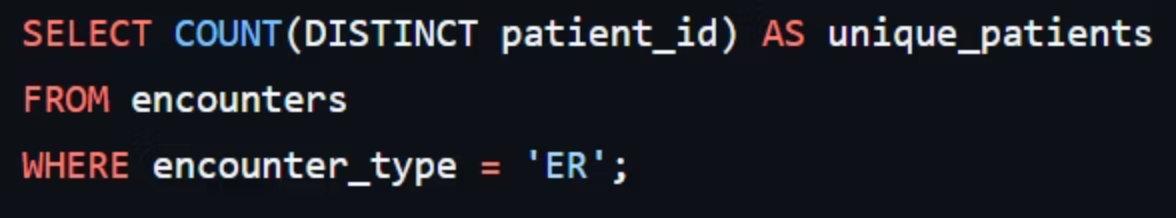 SELECT COUNT(DISTINCT patient_id) AS unique_patients
FROM encounters
WHERE encounter_type = 'ER';